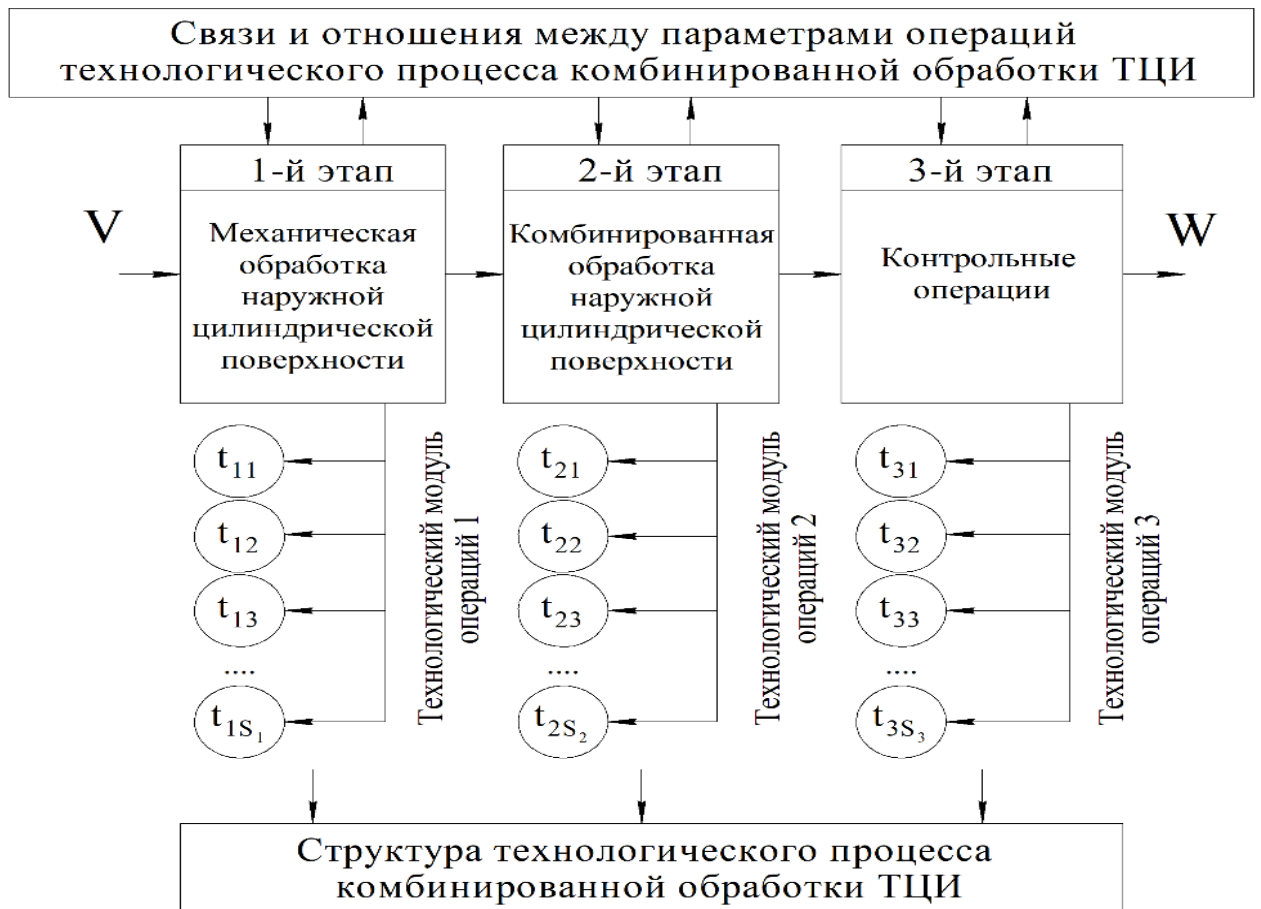 Связи и отношения между параметрами операций
технологического процесса комбинированной обработки ТЦИ
1-й этап
2-й этап
3-й этап
V
Механическая
обработка
наружной
цилиндрической
поверхности
Комбинированная
обработка
наружной
цилиндрической
поверхности
Контрольные
операции
W
t11
t12
t13
....
t1S1
Технологический модуль
операций 1
t21
t22
t23
....
t2S2
Технологический модуль
операций 2
t31
t32
t33
....
t3S3
Технологический модуль
операций 3
Структура технологического процесса
комбинированной обработки ТЦИ